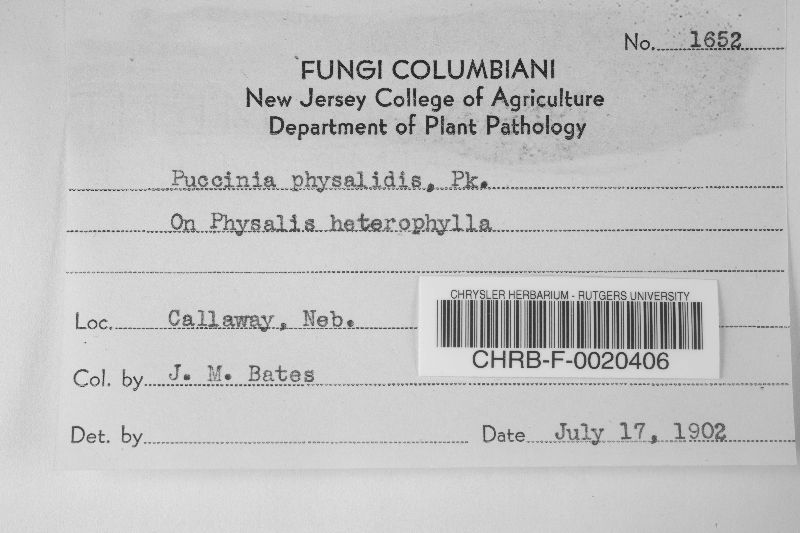 No. 1652
FUNGI COLUMBIANI
New Jersey College of Agriculture
Department of Plant Pathology
Puccinia physalidis, Pk.
On Physalis heterophylla
CHRYSLER HERBARIUM - RUTGERS UNIVERSITY
Loc. Callaway, Neb.
CHRB-F-0020406
Col. by J. M. Bates
Det. by
Date July 17, 1902